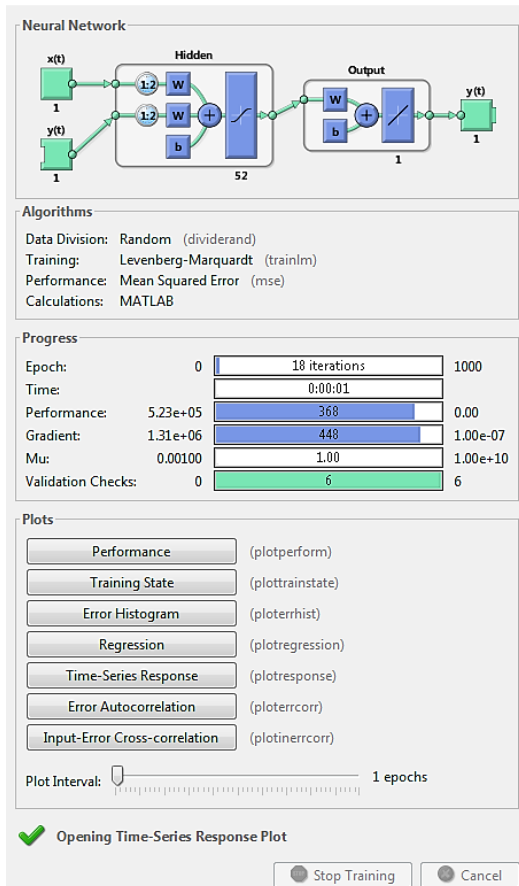 Neural Network
Hidden
Output
x(t)
1:2
W
W
y(t)
1
y(t)
1:2
W
b
b
1
1
52
1
Algorithms
Data Division: Random (dividerand)
Training: Levenberg-Marquardt (trainlm)
Performance: Mean Squared Error (mse)
Calculations: MATLAB
Progress
Epoch: 0 18 iterations 1000
Time: 0:00:01
Performance: 5.23e+05 368 0.00
Gradient: 1.31e+06 448 1.00e-07
Mu: 0.00100 1.00 1.00e+10
Validation Checks: 0 6 6
Plots
Performance (plotperform)
Training State (plottrainstate)
Error Histogram (ploterrhist)
Regression (plotregression)
Time-Series Response (plotresponse)
Error Autocorrelation (ploterrcorr)
Input-Error Cross-correlation (plotinerrcorr)
Plot Interval: 1 epochs
Opening Time-Series Response Plot
Stop Training Cancel